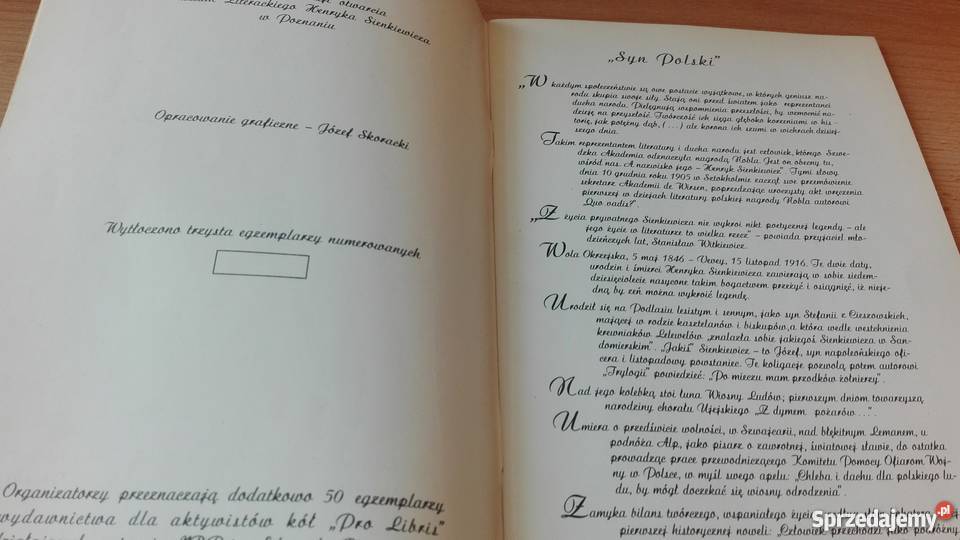 otwarcia
Literackiego Henryka Sienkiewicza
w Poznaniu
Opracowanie graficzne – Józef Skoracki
Wytłoczono trzysta egzemplarzy numerowanych
Organizatorzy przeznaczają dodatkowo 50 egzemplarzy
wydawnictwa dla aktywistów kół „Pro Libris"
„Syn Polski"
„W każdym społeczeństwie są owe postacie wyjątkowe, w których geniusz na-
rodu skupia swoje siły. Stają oni przed światem jako reprezentanci
ducha narodu. Pielęgnują wspomnienia przeszłości, by wzmocnić na-
dzieję na przyszłość. Twórczość ich sięga głęboko korzeniami w his-
torię, jak potężny dąb, (...) ale korona ich szumi w wichrach dzisiej-
szego dnia.
Takim reprezentantem literatury i ducha narodu jest człowiek, którego Szwe-
dzka Akademia odznaczyła nagrodą Nobla. Jest on obecny tu,
wśród nas. A nazwisko jego – Henryk Sienkiewicz". Tymi słowy
dnia 10 grudnia roku 1905 w Sztokholmie zaczął swe przemówienie
sekretarz Akademii de Wirsen, poprzedzając uroczysty akt wręczenia
pierwszej w dziejach literatury polskiej nagrody Nobla autorowi
„Quo vadis?".
„Z życia prywatnego Sienkiewicza nie wykroi nikt poetycznej legendy – ale
jego życie w literaturze to wielka rzecz" – powiada przyjaciel mło-
dzieńczych lat, Stanisław Witkiewicz.
Wola Okrzejska, 5 maj 1846 – Vevey, 15 listopad 1916. Te dwie daty,
urodzin i śmierci Henryka Sienkiewicza zawierają w sobie siedem-
dziesięciolecie nasycone takim bogactwem przeżyć i osiągnięć, iż nieje-
dną by zeń można wykroić legendę.
Urodził się na Podlasiu lesistym i sennym, jako syn Stefanii z Cieciszowskich,
mającej w rodzie kasztelanów i biskupów, a która wedle westchnienia
krewniaków Lelewelów „znalazła sobie jakiegoś Sienkiewicza w San-
domierskim". „Jakiś" Sienkiewicz – to Józef, syn napoleońskiego ofi-
cera i listopadowy powstaniec. Te koligacje pozwolą potem autorowi
„Trylogii" powiedzieć: „Po mieczu mam przodków żołnierzy".
Nad jego kolebką stoi łuna Wiosny Ludów; pierwszym dniom towarzyszą
narodziny chorału Ujejskiego „Z dymem pożarów...".
Umiera o przedświcie wolności, w Szwajcarii, nad błękitnym Lemanem, u
podnóża Alp, jako pisarz o zawrotnej, światowej sławie, do ostatka
prowadząc prace przewodniczącego Komitetu Pomocy Ofiarom Woj-
ny w Polsce, w myśl swego apelu: „Chleba i dachu dla polskiego lu-
du, by mógł doczekać się wiosny odrodzenia".
Zamyka bilans twórczego, wspaniałego życia
pierwszej historycznej noweli: „Człowiek przechodzi jako podróżny
Sprzedajemy.pl